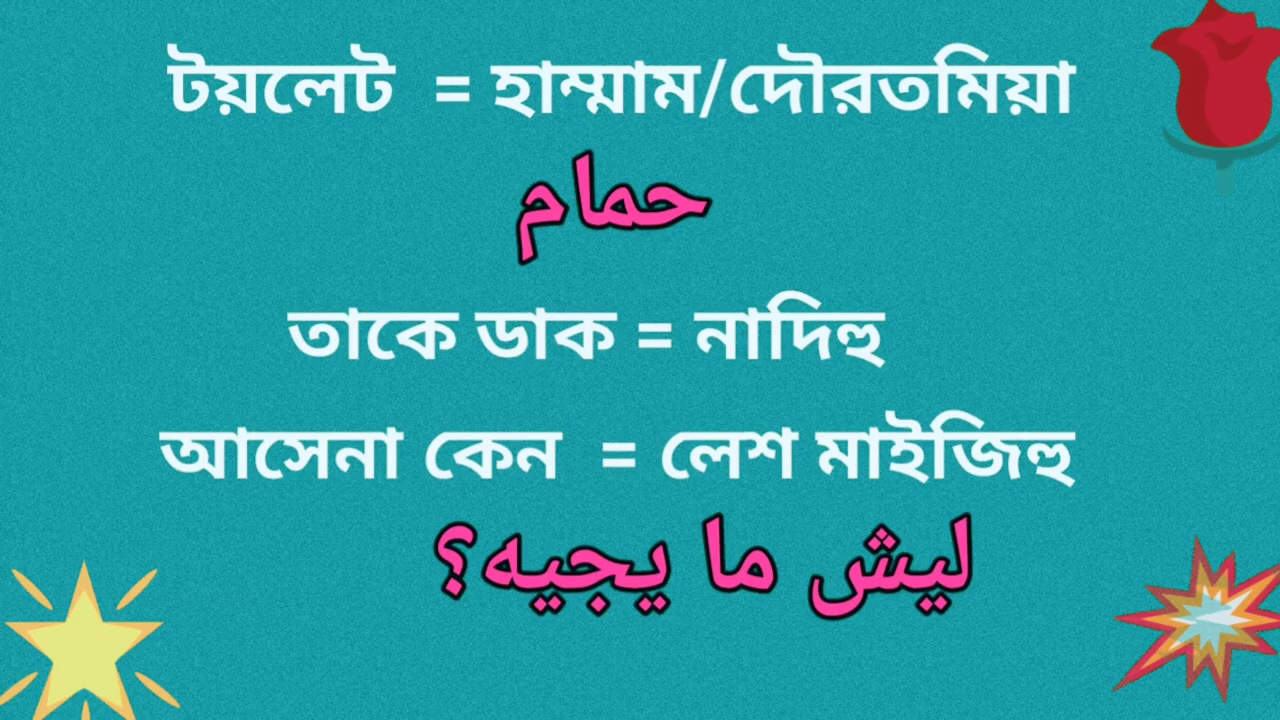 টয়লেট = হাম্মাম/দৌরতমিয়া
حمام
তাকে ডাক = নাদিহু
আসেনা কেন = লেশ মাইজিহু
ليش ما يجيه؟